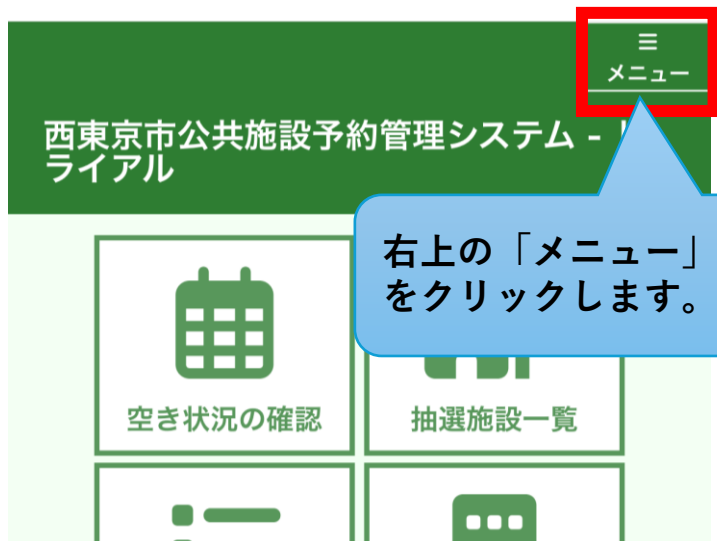 メニュー
西東京市公共施設予約管理システム - ト
ライアル
右上の「メニュー」
をクリックします。
空き状況の確認
抽選施設一覧